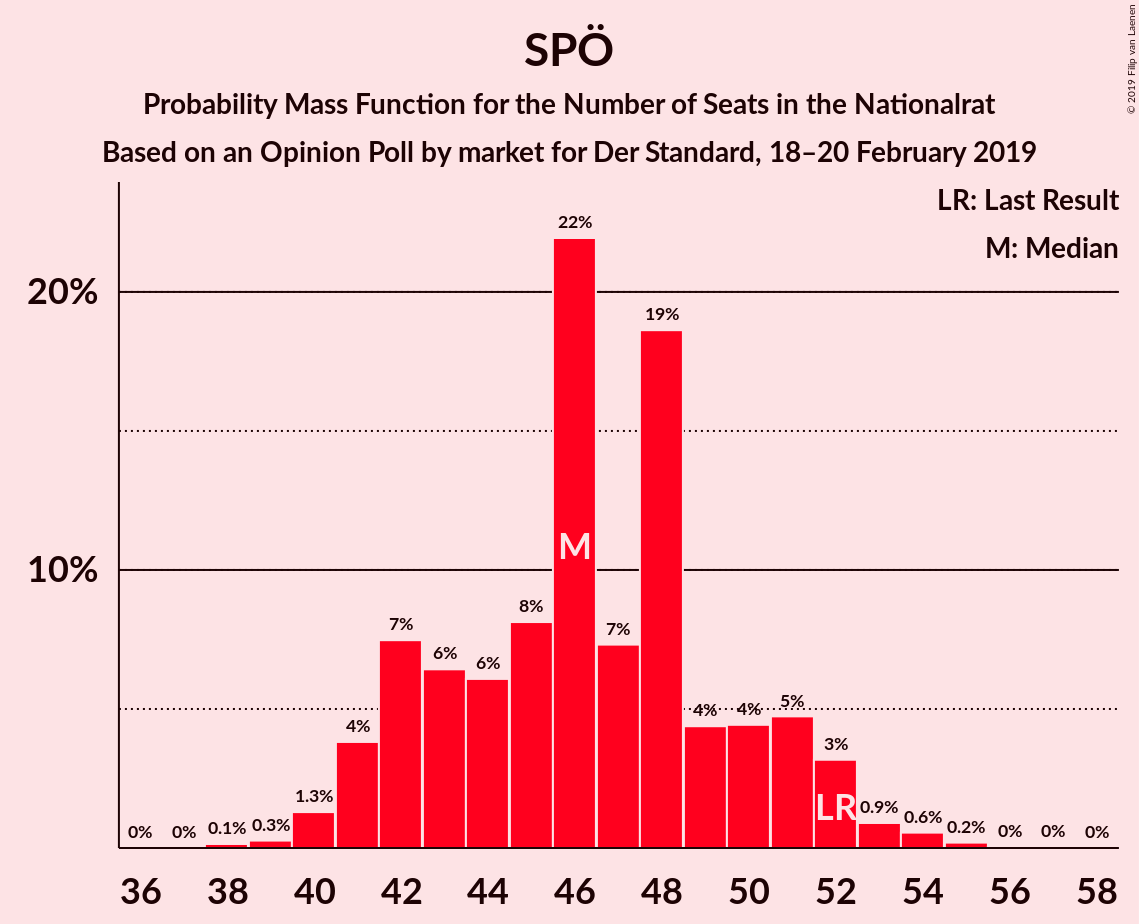 SPÖ
Probability Mass Function for the Number of Seats in the Nationalrat
Based on an Opinion Poll by market for Der Standard, 18–20 February 2019
© 2019 Filip van Laenen
LR: Last Result
M: Median
20%
10%
0%
0%
0.1%
0.3%
1.3%
4%
7%
6%
6%
8%
22%
7%
19%
4%
4%
5%
3%
0.9%
0.6%
0.2%
0%
0%
0%
M
LR
36 38 40 42 44 46 48 50 52 54 56 58